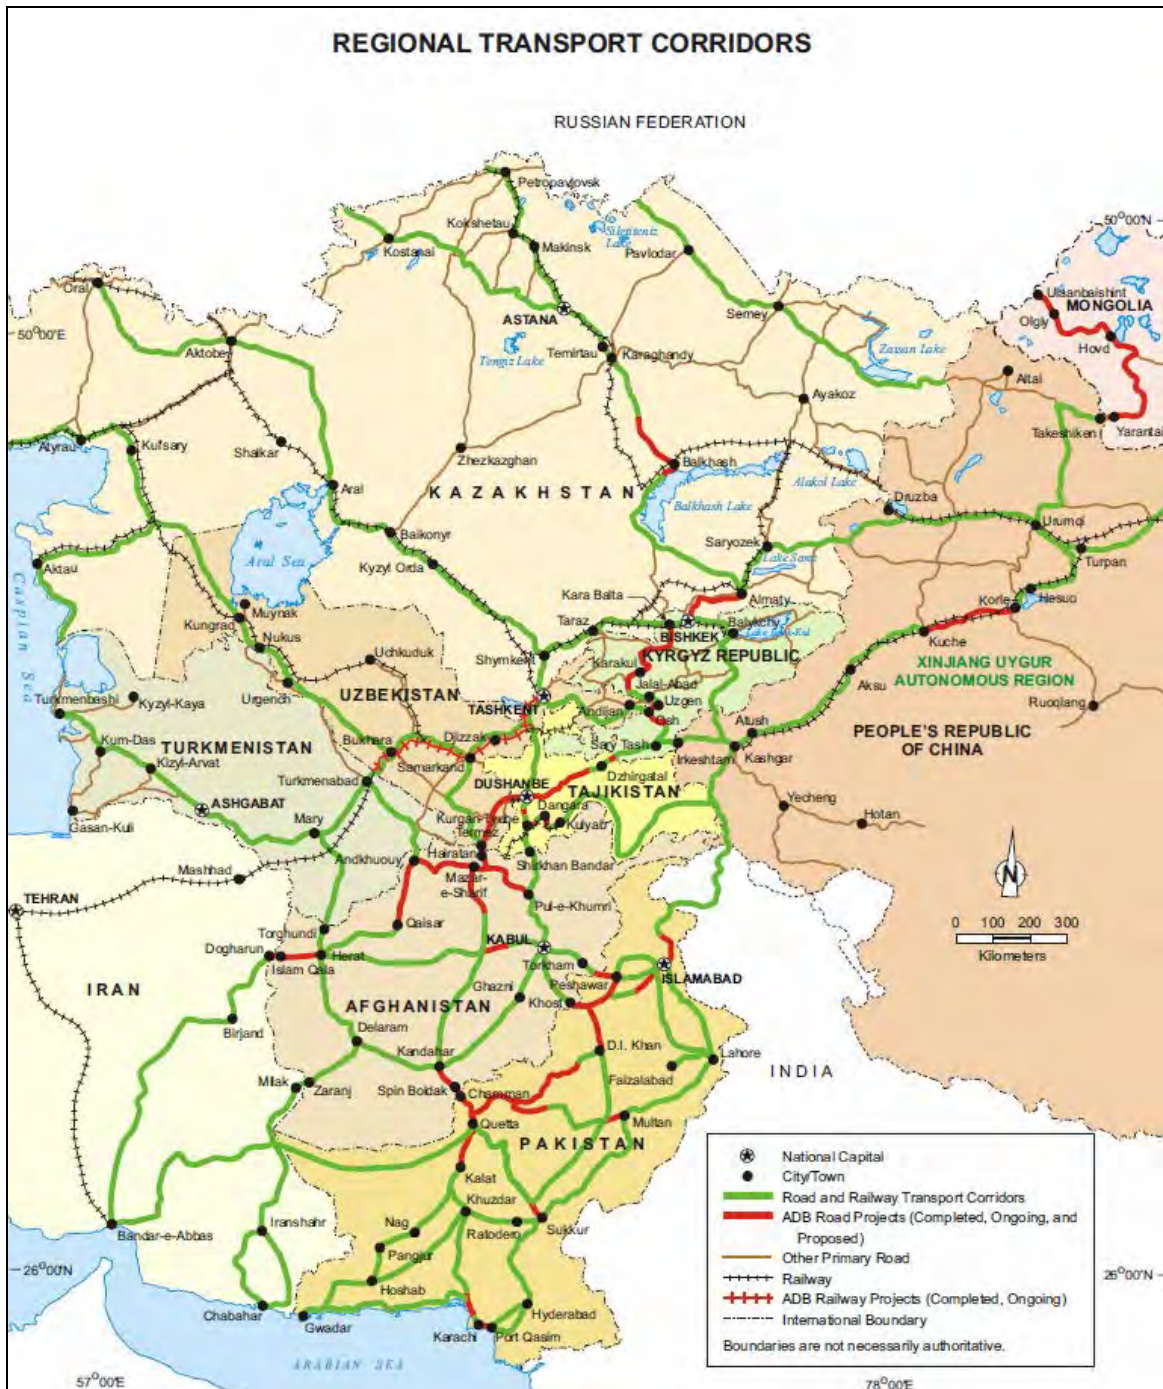 REGIONAL TRANSPORT CORRIDORS
RUSSIAN FEDERATION
Petropavlovsk
50°00'N
Kokshetau
Siletiteniz
Lake
Kostanai
Makinsk
Pavlodar
Oral
Ulaanbaishint
MONGOLIA
ASTANA
Semey
Olgiy
50°00'E
Aktobe
Temirtau
Karaghandy
Tengiz Lake
Zaysan Lake
Hovd
Altai
Ayakoz
Takeshiken
Yarantai
Atyrau
Kulsary
Shalkar
Zhezkazghan
Balkhash
Alakol Lake
KAZAKHSTAN
Aral
Balkhash Lake
Druzba
Urumqi
Baikonyr
Saryozek
Aral Sea
Aktau
Kyzyl Orda
Turpan
Caspian Sea
Kara Balta
Almaty
Korle
Hesuo
Muynak
Taraz
Kungrad
BISHKEK
Balykchy
Kuche
Nukus
Uchkuduk
Shymkent
KYRGYZ REPUBLIC
Karakul
XINJIANG UYGUR
AUTONOMOUS REGION
Jalal-Abad
Aksu
Turkmenbashi
Kyzyl-Kaya
Urgench
UZBEKISTAN
TASHKENT
Andijan
Uzgen
Osh
Atush
Ruoqiang
Kum-Das
TURKMENISTAN
Bukhara
Djizzak
Sary Tash
PEOPLE'S REPUBLIC
OF CHINA
Kizyl-Arvat
Samarkand
Irkeshtam
Kashgar
Turkmenabad
DUSHANBE
Dzhirgatal
TAJIKISTAN
ASHGABAT
Dangara
Yecheng
Gasan-Kuli
Mary
Kurgan-Tyube
Kulyab
Hotan
Termez
Andkhuouy
Hairatan
Shirkhan Bandar
Mashhad
Mazar-
e-Sharif
N
TEHRAN
Pul-e-Khumri
Qaisar
0 100 200 300
Kilometers
Torghundi
KABUL
Dogharun
Herat
Torkham
ISLAMABAD
Islam Qala
Peshawar
IRAN
Ghazni
AFGHANISTAN
Khost
Birjand
Delaram
D.I. Khan
Kandahar
Lahore
INDIA
Milak
Zaranj
Spin Boldak
Chamman
Faizalabad
Quetta
Multan
PAKISTAN
Kalat
Khuzdar
Iranshahr
Nag
Sukkur
Bandar-e-Abbas
Ratodero
Panjgur
26°00'N
26°00'N
Hoshab
Chabahar
Gwadar
Hyderabad
Karachi
Port Qasim
ARABIAN SEA
57°00'E
78°00'E
National Capital
City/Town
Road and Railway Transport Corridors
ADB Road Projects (Completed, Ongoing, and
Proposed)
Other Primary Road
Railway
ADB Railway Projects (Completed, Ongoing)
International Boundary
Boundaries are not necessarily authoritative.